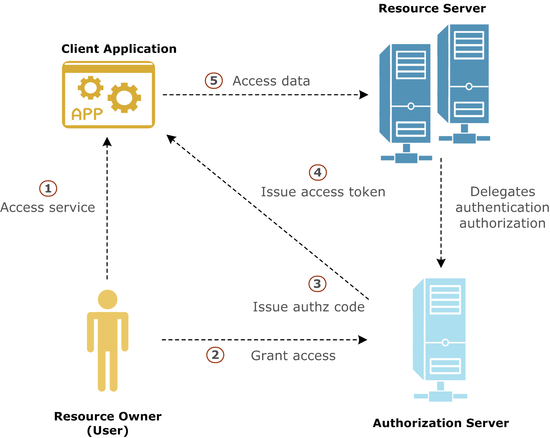 Resource Server
Client Application
APP
5 Access data
1
Access service
4
Issue access token
Delegates
authentication
authorization
3
Issue authz code
2 Grant access
Resource Owner
(User)
Authorization Server